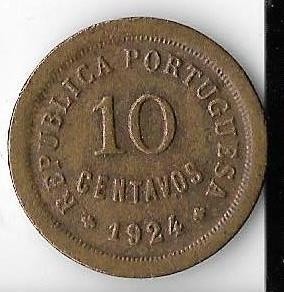 REPUBLICA PORTUGUESA
10
CENTAVOS
* 1924 *